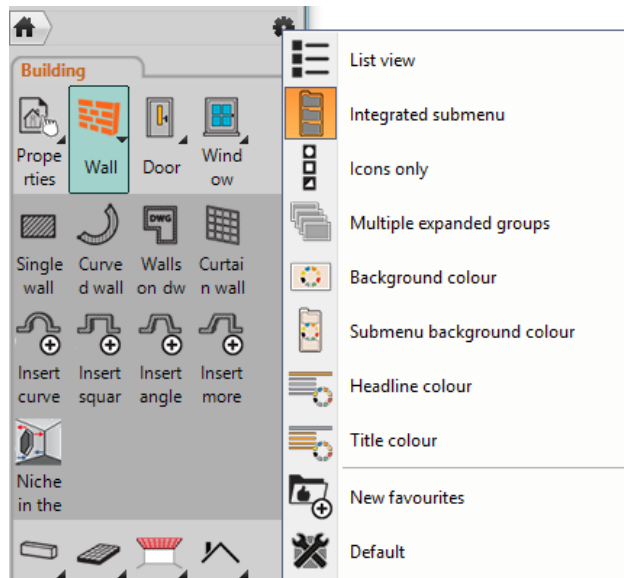 Building
Prope
rties
Wall
Door
Wind
ow
Single
wall
Curve
d wall
DWG
Walls
on dw
Curtai
n wall
Insert
curve
Insert
squar
Insert
angle
Insert
more
Niche
in the
List view
Integrated submenu
Icons only
Multiple expanded groups
Background colour
Submenu background colour
Headline colour
Title colour
New favourites
Default